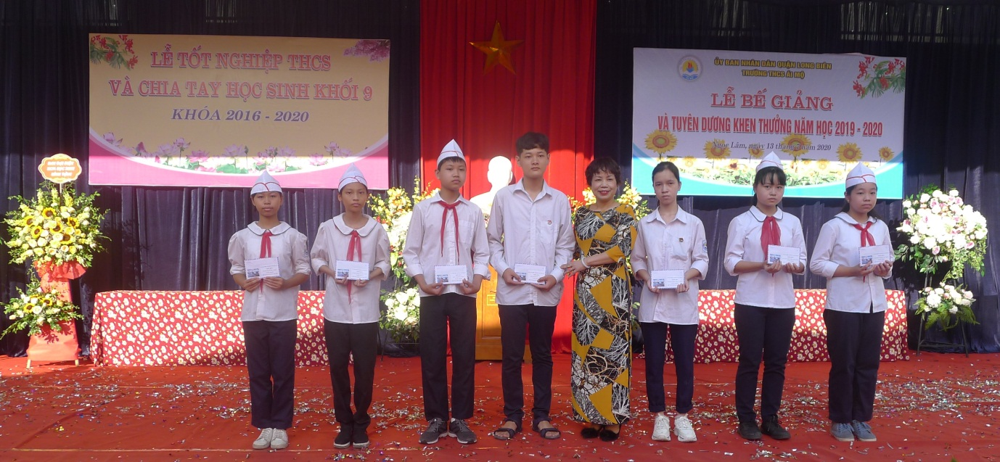 LỄ TỐT NGHIỆP THCS
VÀ CHIA TAY HỌC SINH KHỐI 9
KHÓA 2016 - 2020
ỦY BAN NHÂN DÂN QUẬN LONG BIÊN
TRƯỜNG THCS ÁI MỘ
LỄ BẾ GIẢNG
VÀ TUYÊN DƯƠNG KHEN THƯỞNG NĂM HỌC 2019 - 2020
Ngọc Lâm, ngày 13 tháng năm 2020